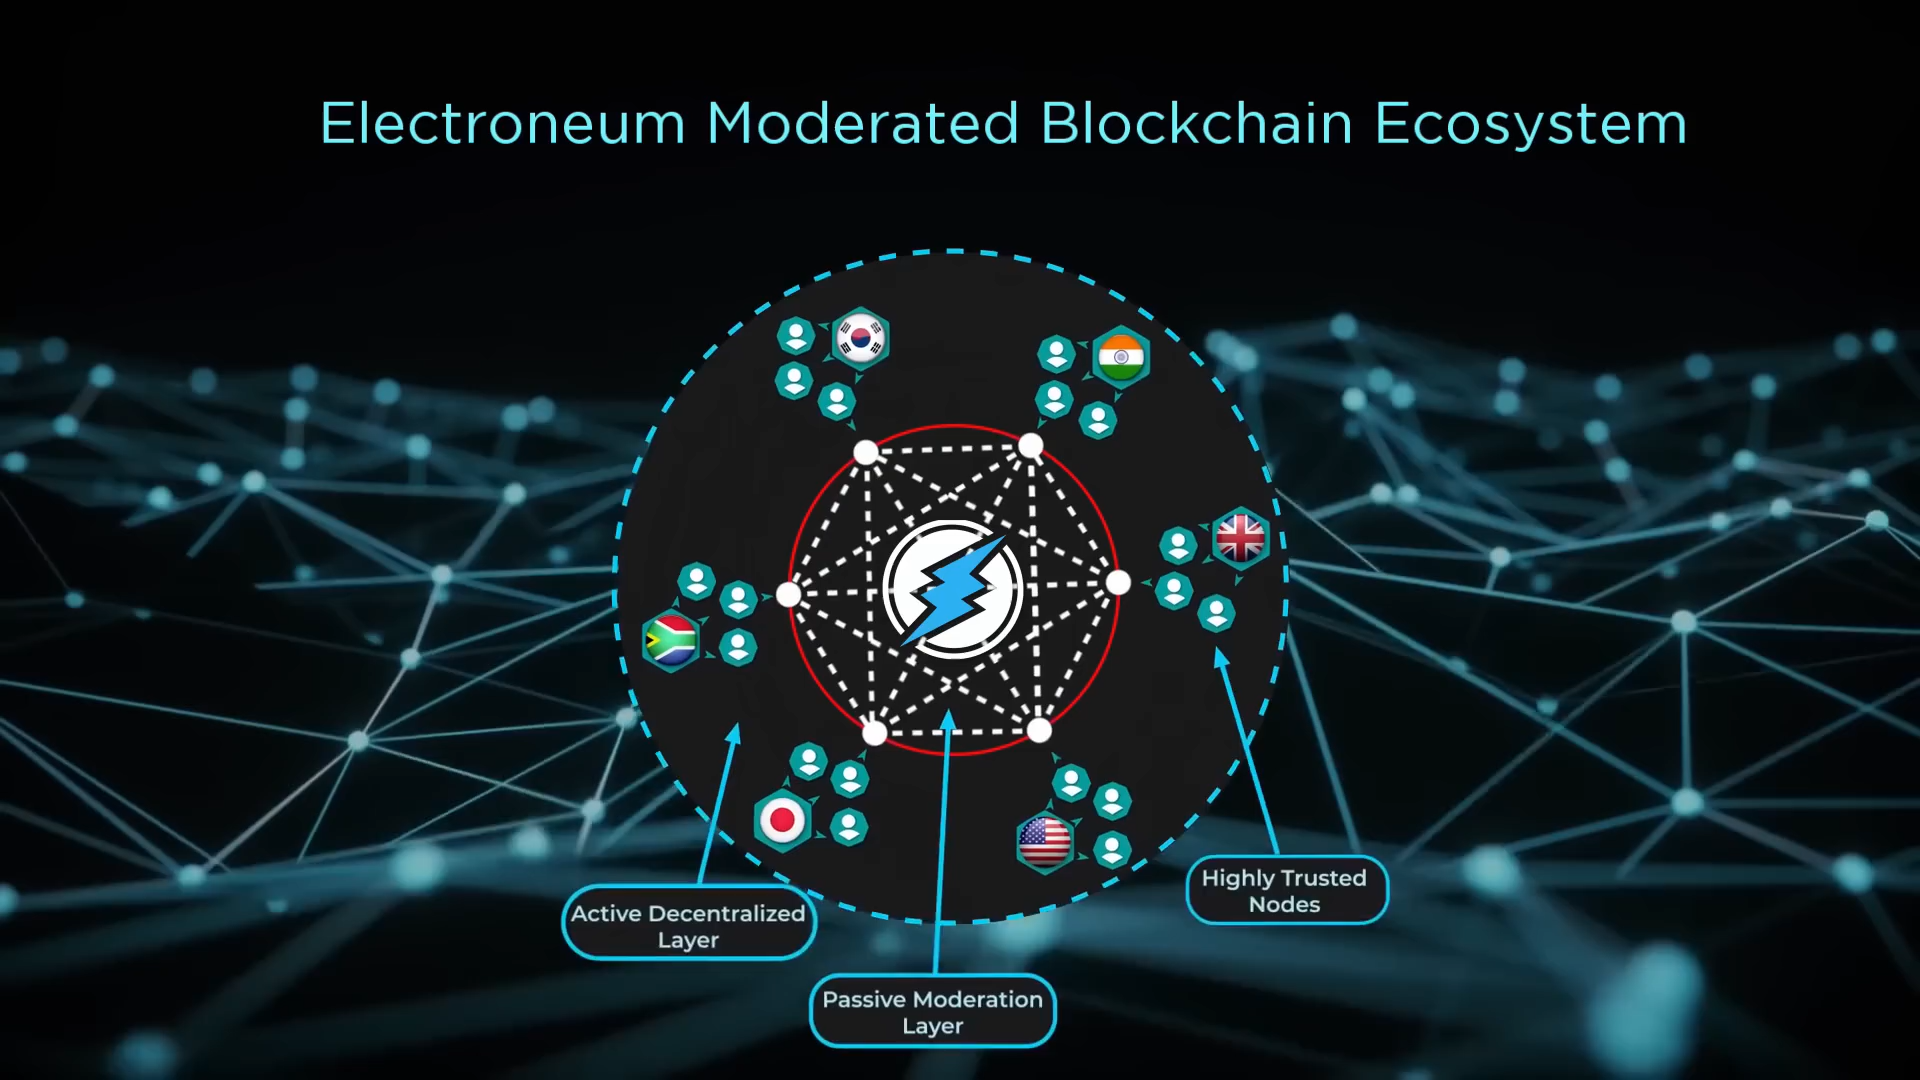 Electroneum Moderated Blockchain Ecosystem
Highly Trusted
Nodes
Active Decentralized
Layer
Passive Moderation
Layer